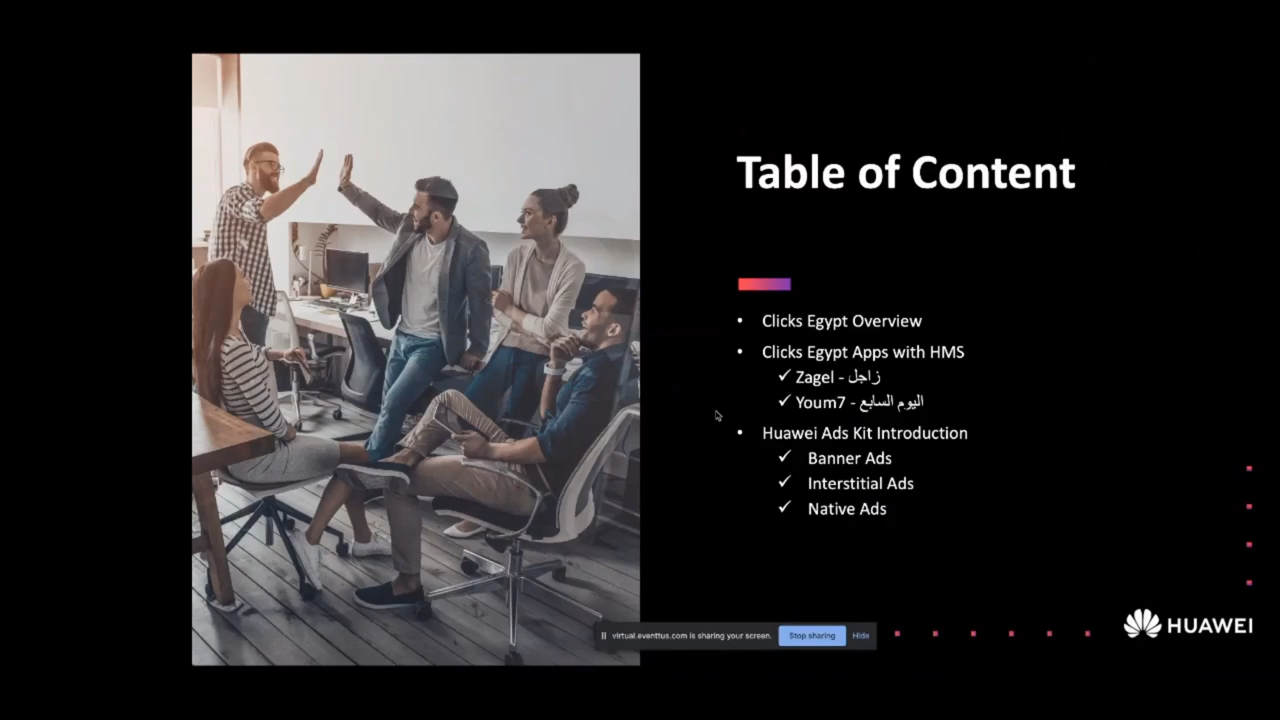 Table of Content
• Clicks Egypt Overview
• Clicks Egypt Apps with HMS
✓ Zagel - زاجل
✓ Youm7 - اليوم السابع
• Huawei Ads Kit Introduction
✓ Banner Ads
✓ Interstitial Ads
✓ Native Ads
virtual.eventtus.com is sharing your screen. Stop sharing Hide
HUAWEI